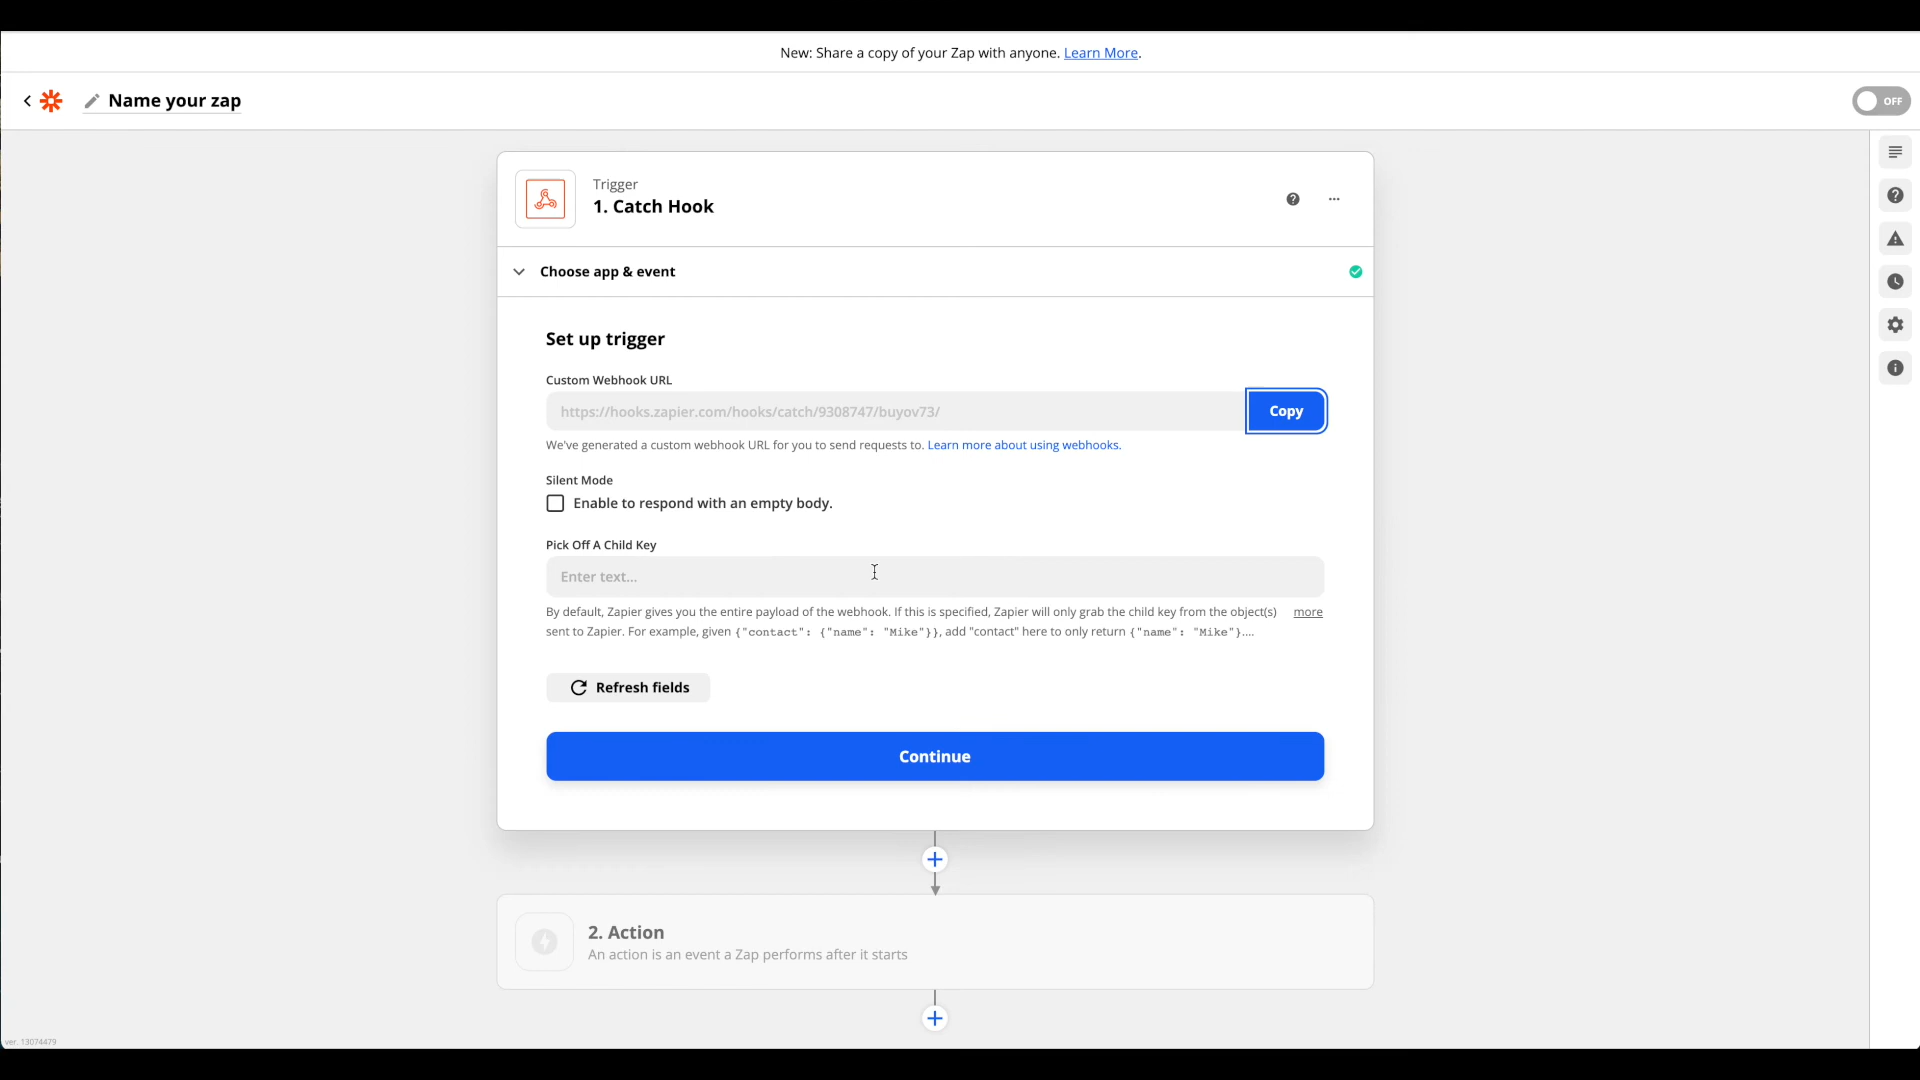 New: Share a copy of your Zap with anyone. Learn More.
Name your zap
OFF
Trigger
1. Catch Hook
Choose app & event
Set up trigger
Custom Webhook URL
https://hooks.zapier.com/hooks/catch/9308747/buyov73/
Copy
We've generated a custom webhook URL for you to send requests to. Learn more about using webhooks.
Silent Mode
Enable to respond with an empty body.
Pick Off A Child Key
Enter text...
By default, Zapier gives you the entire payload of the webhook. If this is specified, Zapier will only grab the child key from the object(s) more
sent to Zapier. For example, given {"contact": {"name": "Mike"}}, add "contact" here to only return {"name": "Mike"}....
Refresh fields
Continue
2. Action
An action is an event a Zap performs after it starts
ver. 13074479